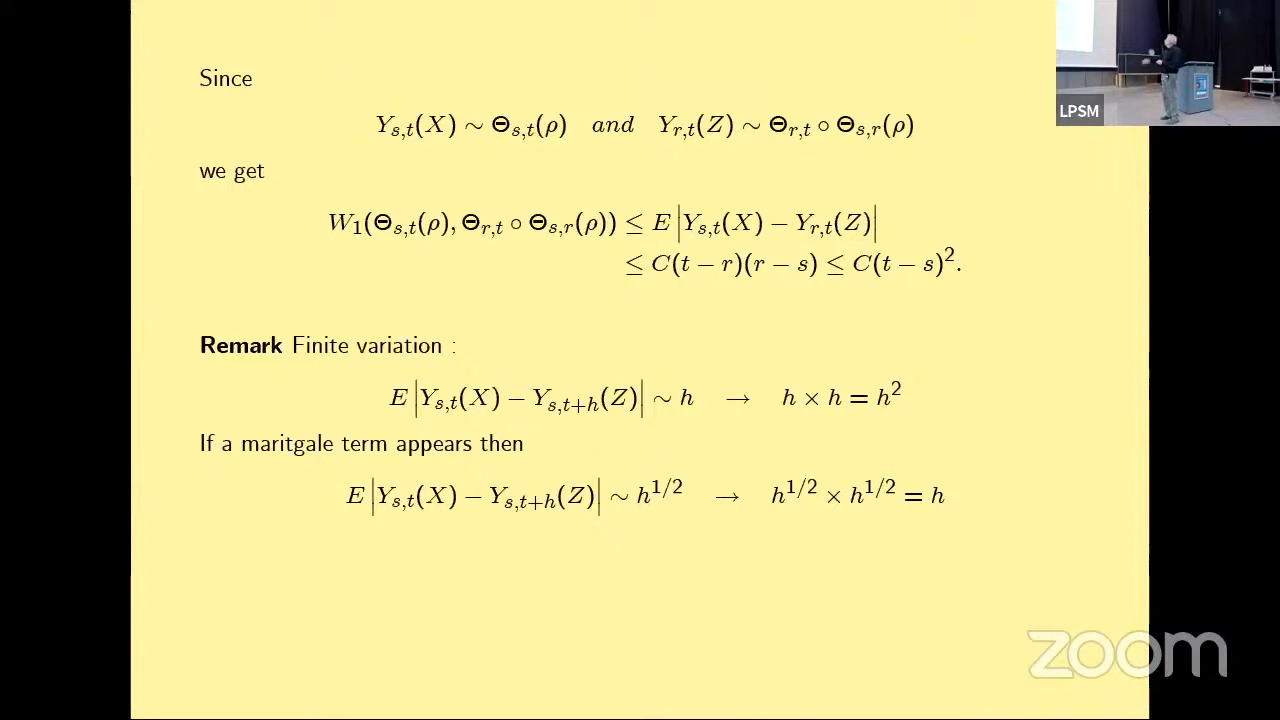 Since
Y_{s,t}(X) ∼ Θ_{s,t}(ρ) and Y_{r,t}(Z) ∼ Θ_{r,t} ∘ Θ_{s,r}(ρ)
we get
W_1(Θ_{s,t}(ρ), Θ_{r,t} ∘ Θ_{s,r}(ρ)) ≤ E |Y_{s,t}(X) − Y_{r,t}(Z)|
≤ C(t − r)(r − s) ≤ C(t − s)^2.
Remark Finite variation :
E |Y_{s,t}(X) − Y_{s,t+h}(Z)| ∼ h → h × h = h^2
If a maritgale term appears then
E |Y_{s,t}(X) − Y_{s,t+h}(Z)| ∼ h^{1/2} → h^{1/2} × h^{1/2} = h
LPSM
zoom